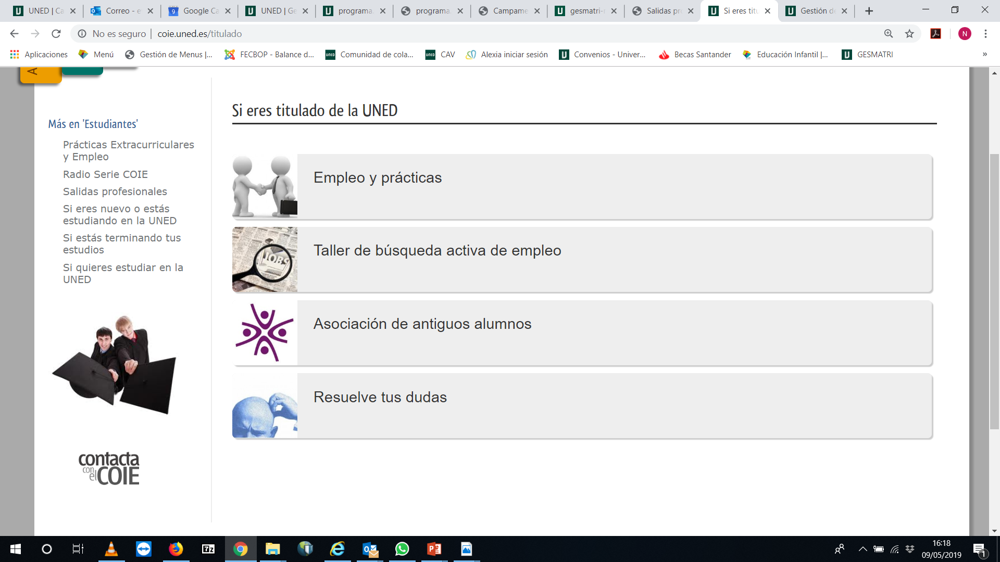 UNED | Ca
Correo - e
Google Ca
UNED | Ge
programa.
programa.
Campame
gesmatri-r
Salidas pro
Si eres titu
Gestión de
No es seguro | coie.uned.es/titulado
N
Aplicaciones
Menú
Gestión de Menus |...
FECBOP - Balance d...
Comunidad de cola...
CAV
Alexia iniciar sesión
Convenios - Univer...
Becas Santander
Educación Infantil |...
GESMATRI
»
A
Más en 'Estudiantes'
Prácticas Extracurriculares
y Empleo
Radio Serie COIE
Salidas profesionales
Si eres nuevo o estás
estudiando en la UNED
Si estás terminando tus
estudios
Si quieres estudiar en la
UNED
contacta
con el COIE
Si eres titulado de la UNED
Empleo y prácticas
JOBS
Taller de búsqueda activa de empleo
Asociación de antiguos alumnos
Resuelve tus dudas
7z
16:18
09/05/2019
1